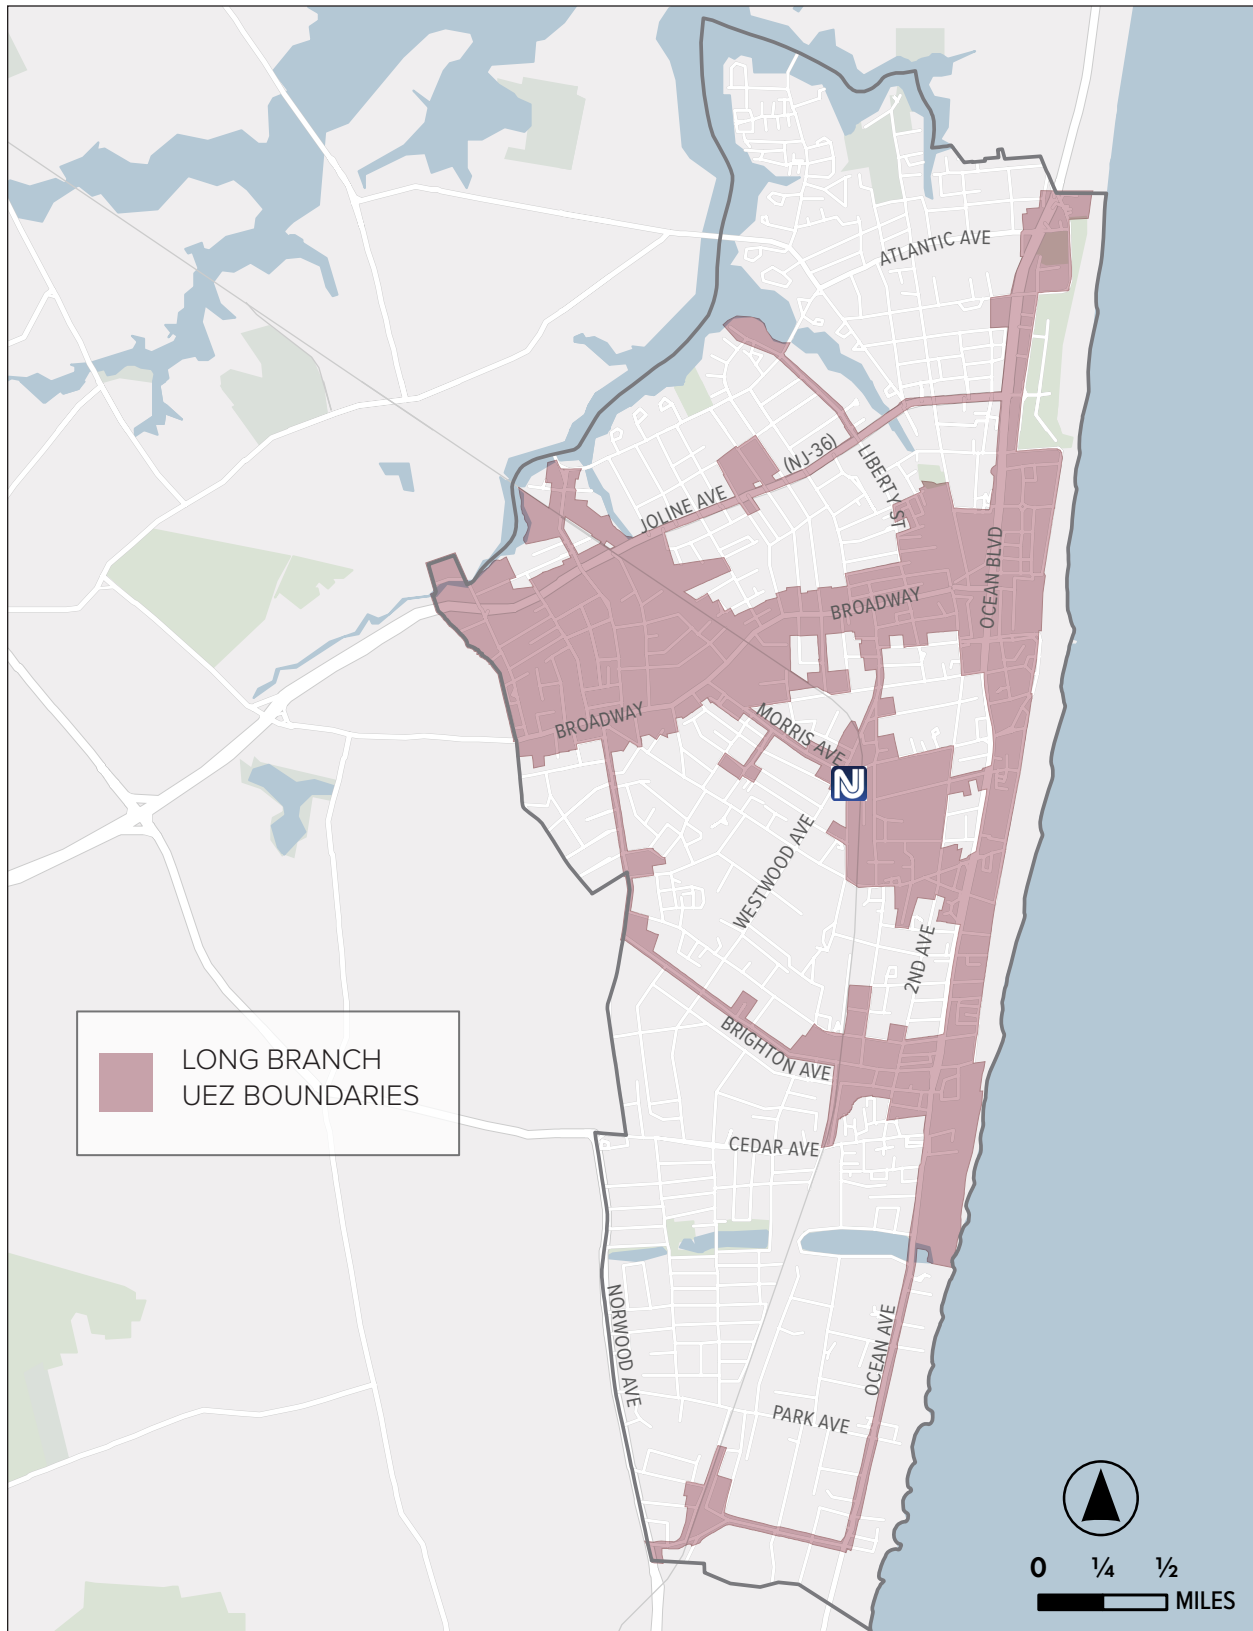 ATLANTIC AVE
(NJ-36)
JOLINE AVE
LIBERTY ST
OCEAN BLVD
BROADWAY
BROADWAY
MORRIS AVE
WESTWOOD AVE
2ND AVE
LONG BRANCH
UEZ BOUNDARIES
BRIGHTON AVE
CEDAR AVE
NORWOOD AVE
OCEAN AVE
PARK AVE
0 ¼ ½
MILES